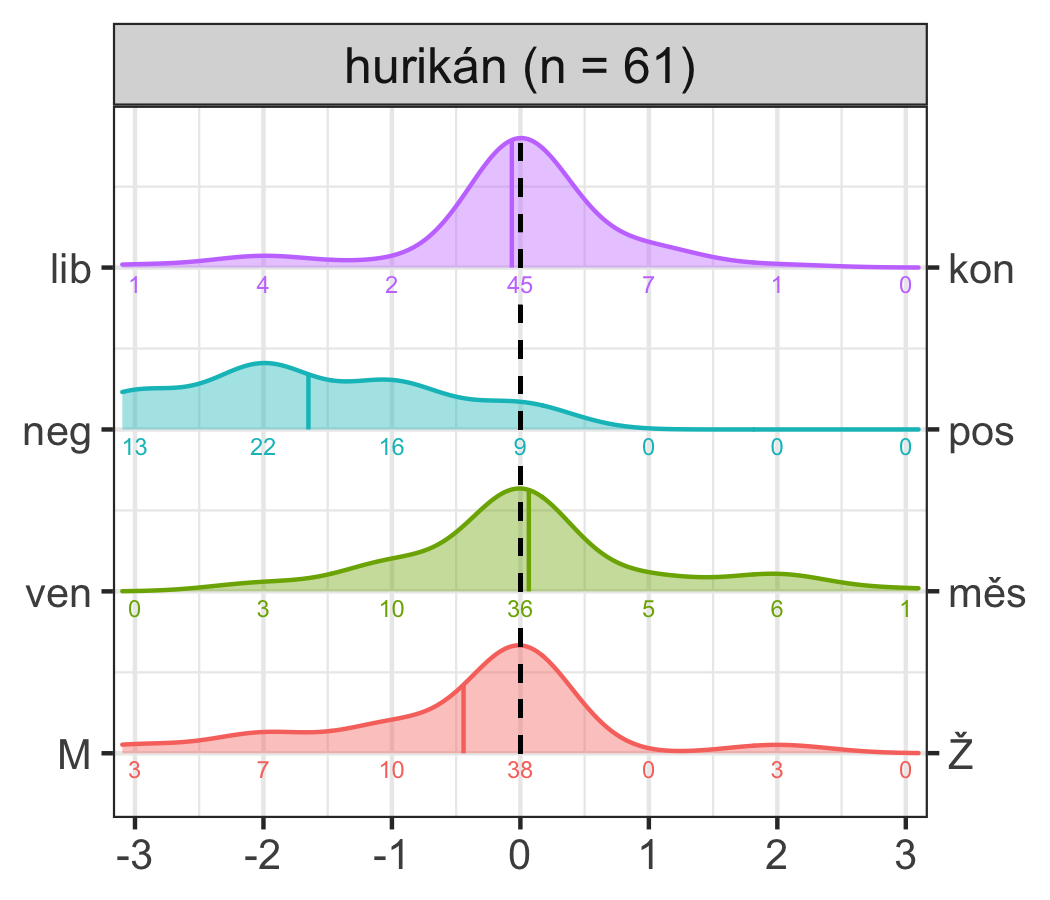 hurikán (n = 61)
lib kon
1 4 2 45 7 1 0
neg pos
13 22 16 9 0 0 0
ven měs
0 3 10 36 5 6 1
M Ž
3 7 10 38 0 3 0
-3 -2 -1 0 1 2 3